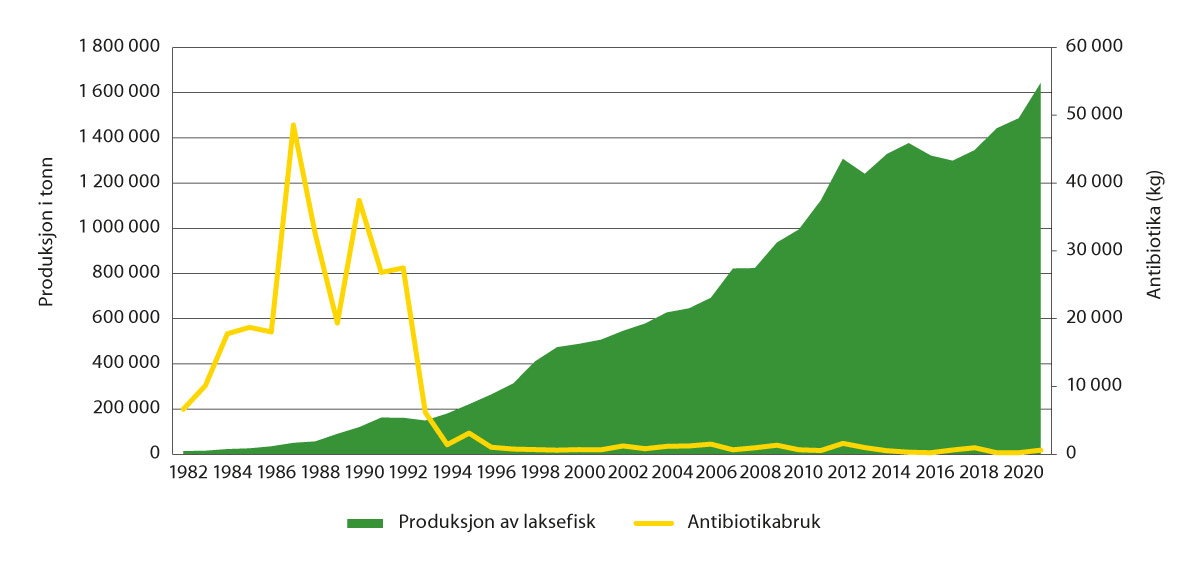 Produksjon i tonn
1 800 000
1 600 000
1 400 000
1 200 000
1 000 000
800 000
600 000
400 000
200 000
0
60 000
50 000
40 000
30 000
20 000
10 000
0
Antibiotika (kg)
1982 1984 1986 1988 1990 1992 1994 1996 1998 2000 2002 2004 2006 2008 2010 2012 2014 2016 2018 2020
Produksjon av laksefisk Antibiotikabruk